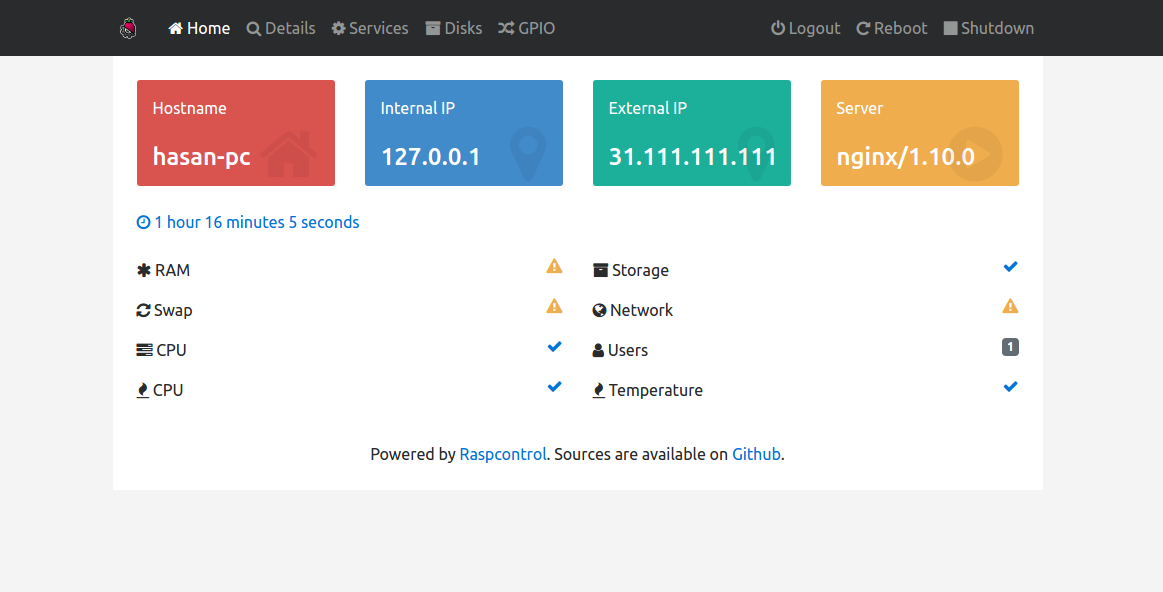 Home Details Services Disks GPIO Logout Reboot Shutdown
Hostname
hasan-pc
Internal IP
127.0.0.1
External IP
31.111.111.111
Server
nginx/1.10.0
1 hour 16 minutes 5 seconds
RAM
Storage
Swap
Network
CPU
Users 1
CPU
Temperature
Powered by Raspcontrol. Sources are available on Github.